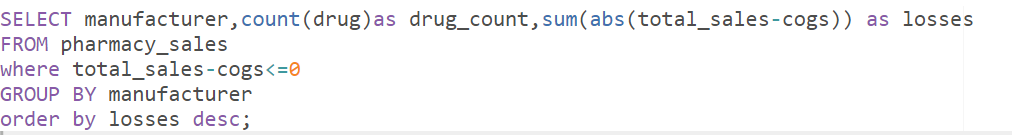 SELECT manufacturer,count(drug)as drug_count,sum(abs(total_sales-cogs)) as losses
FROM pharmacy_sales
where total_sales-cogs<=0
GROUP BY manufacturer
order by losses desc;